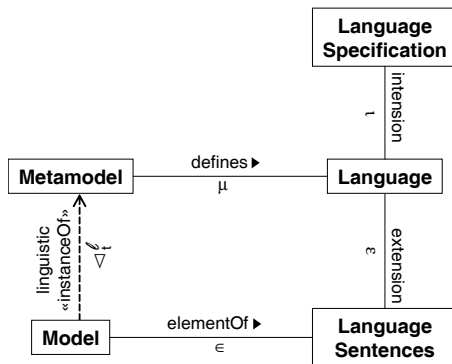 Language
Specification
intension
ι
defines ▶
Metamodel
μ
Language
linguistic
«instanceOf»
◁ ℓ t
extension
ε
elementOf ▶
Model
∈
Language
Sentences